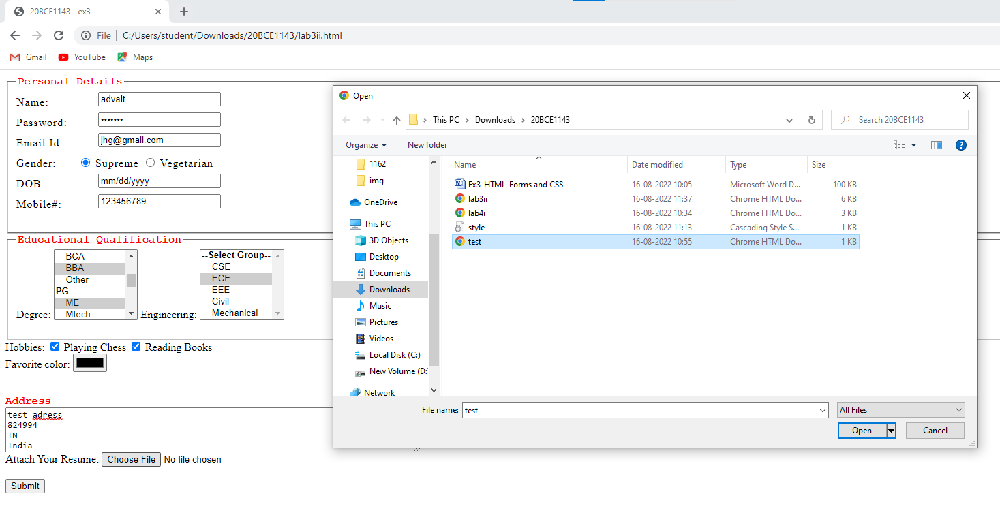 20BCE1143 - ex3
File C:/Users/student/Downloads/20BCE1143/lab3ii.html
Gmail YouTube Maps
Personal Details
Name: advait
Password: •••••••
Email Id: jhg@gmail.com
Gender: Supreme Vegetarian
DOB: mm/dd/yyyy
Mobile#: 123456789
Educational Qualification
Degree:
BCA
BBA
Other
PG
ME
Mtech
Engineering:
--Select Group--
CSE
ECE
EEE
Civil
Mechanical
Hobbies: Playing Chess Reading Books
Favorite color:
Address
test adress
824994
TN
India
Attach Your Resume: Choose File No file chosen
Submit
Open
This PC > Downloads > 20BCE1143
Search 20BCE1143
Organize New folder
1162
img
OneDrive
This PC
3D Objects
Desktop
Documents
Downloads
Music
Pictures
Videos
Local Disk (C:)
New Volume (D:
Network
Name Date modified Type Size
Ex3-HTML-Forms and CSS 16-08-2022 10:05 Microsoft Word D... 100 KB
lab3ii 16-08-2022 11:37 Chrome HTML Do... 6 KB
lab4i 16-08-2022 10:34 Chrome HTML Do... 3 KB
style 16-08-2022 11:13 Cascading Style S... 1 KB
test 16-08-2022 10:55 Chrome HTML Do... 1 KB
File name: test All Files
Open Cancel